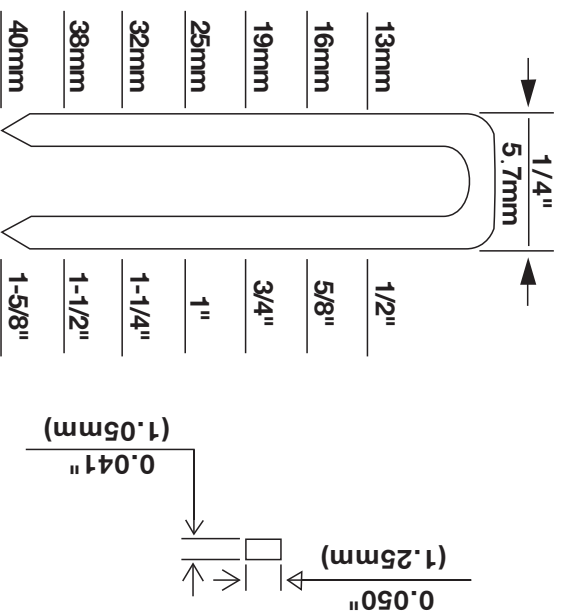 1/4"
5.7mm
13mm
16mm
19mm
25mm
32mm
38mm
40mm
1/2"
5/8"
3/4"
1"
1-1/4"
1-1/2"
1-5/8"
0.041"
(1.05mm)
0.050"
(1.25mm)